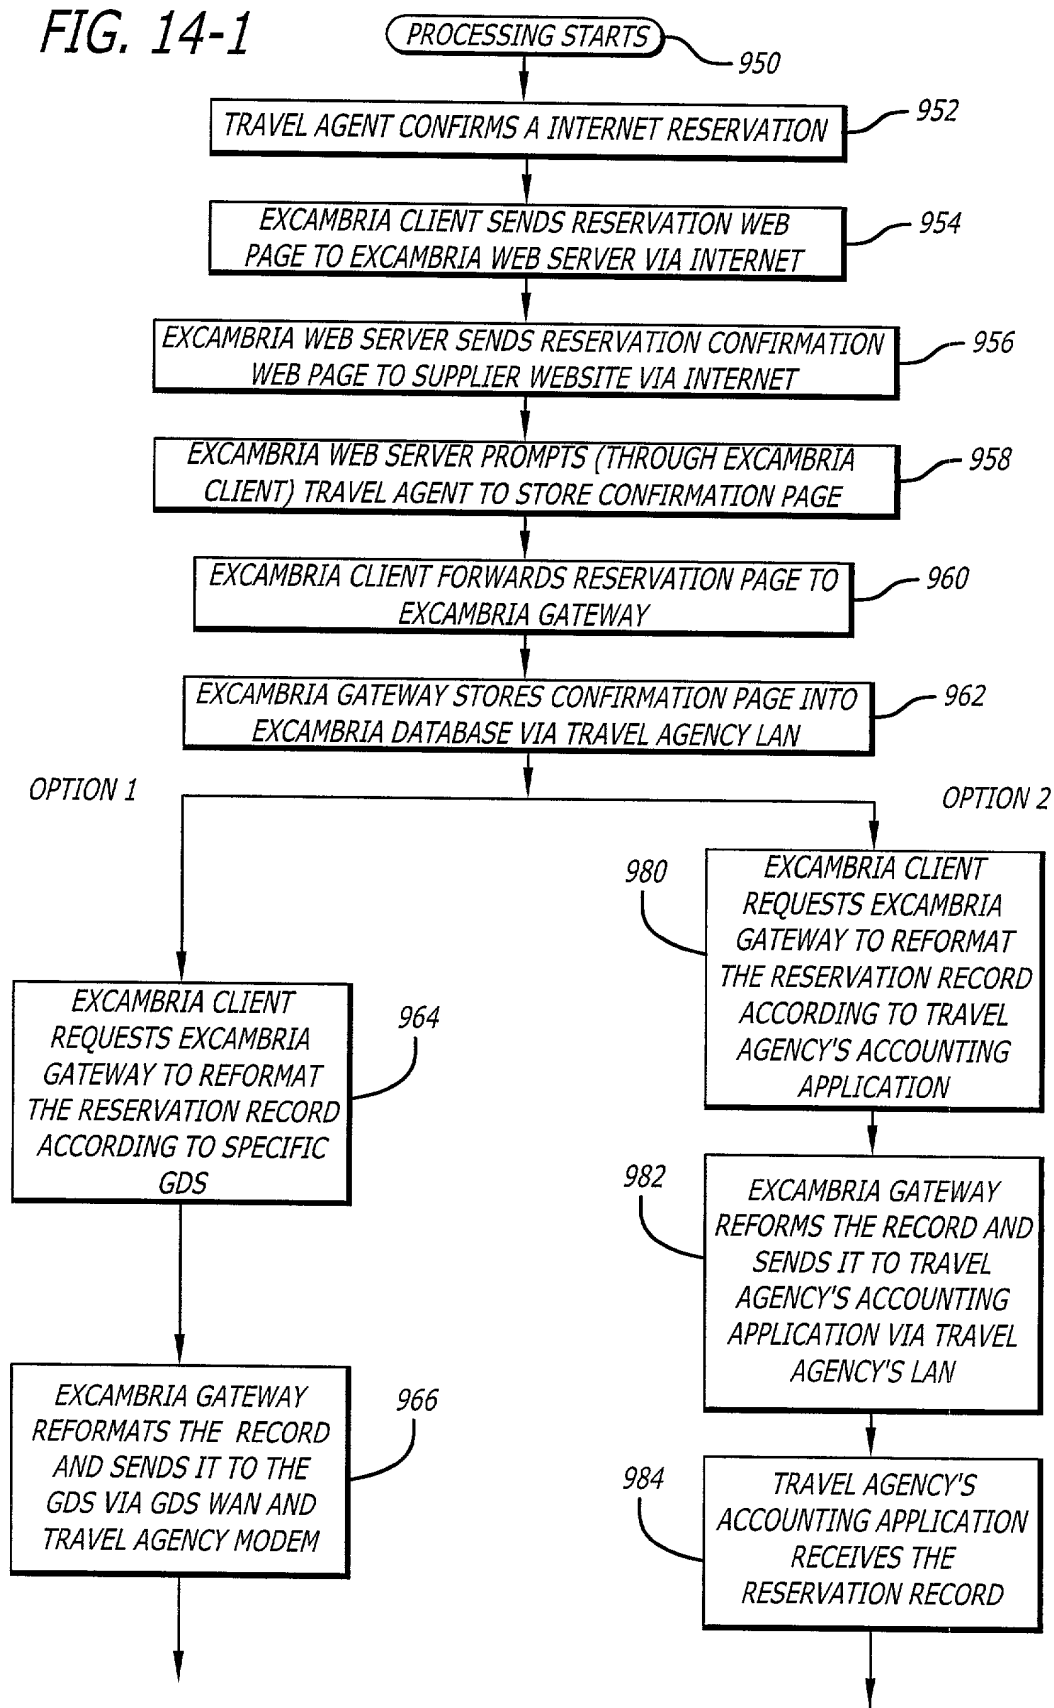 FIG. 14-1
PROCESSING STARTS
950
TRAVEL AGENT CONFIRMS A INTERNET RESERVATION
952
EXCAMBRIA CLIENT SENDS RESERVATION WEB
PAGE TO EXCAMBRIA WEB SERVER VIA INTERNET
954
EXCAMBRIA WEB SERVER SENDS RESERVATION CONFIRMATION
WEB PAGE TO SUPPLIER WEBSITE VIA INTERNET
956
EXCAMBRIA WEB SERVER PROMPTS (THROUGH EXCAMBRIA
CLIENT) TRAVEL AGENT TO STORE CONFIRMATION PAGE
958
EXCAMBRIA CLIENT FORWARDS RESERVATION PAGE TO
EXCAMBRIA GATEWAY
960
EXCAMBRIA GATEWAY STORES CONFIRMATION PAGE INTO
EXCAMBRIA DATABASE VIA TRAVEL AGENCY LAN
962
OPTION 1
EXCAMBRIA CLIENT
REQUESTS EXCAMBRIA
GATEWAY TO REFORMAT
THE RESERVATION RECORD
ACCORDING TO SPECIFIC
GDS
964
EXCAMBRIA GATEWAY
REFORMATS THE RECORD
AND SENDS IT TO THE
GDS VIA GDS WAN AND
TRAVEL AGENCY MODEM
966
OPTION 2
980
EXCAMBRIA CLIENT
REQUESTS EXCAMBRIA
GATEWAY TO REFORMAT
THE RESERVATION RECORD
ACCORDING TO TRAVEL
AGENCY'S ACCOUNTING
APPLICATION
982
EXCAMBRIA GATEWAY
REFORMS THE RECORD AND
SENDS IT TO TRAVEL
AGENCY'S ACCOUNTING
APPLICATION VIA TRAVEL
AGENCY'S LAN
984
TRAVEL AGENCY'S
ACCOUNTING APPLICATION
RECEIVES THE
RESERVATION RECORD